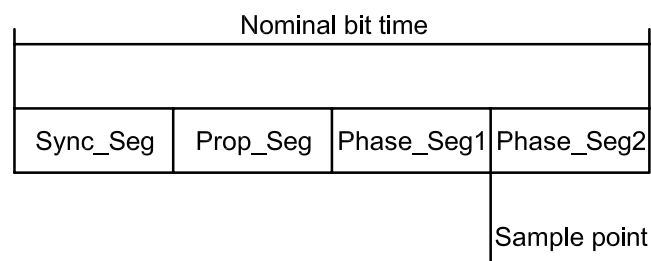 Nominal bit time
Sync_Seg Prop_Seg Phase_Seg1 Phase_Seg2
Sample point